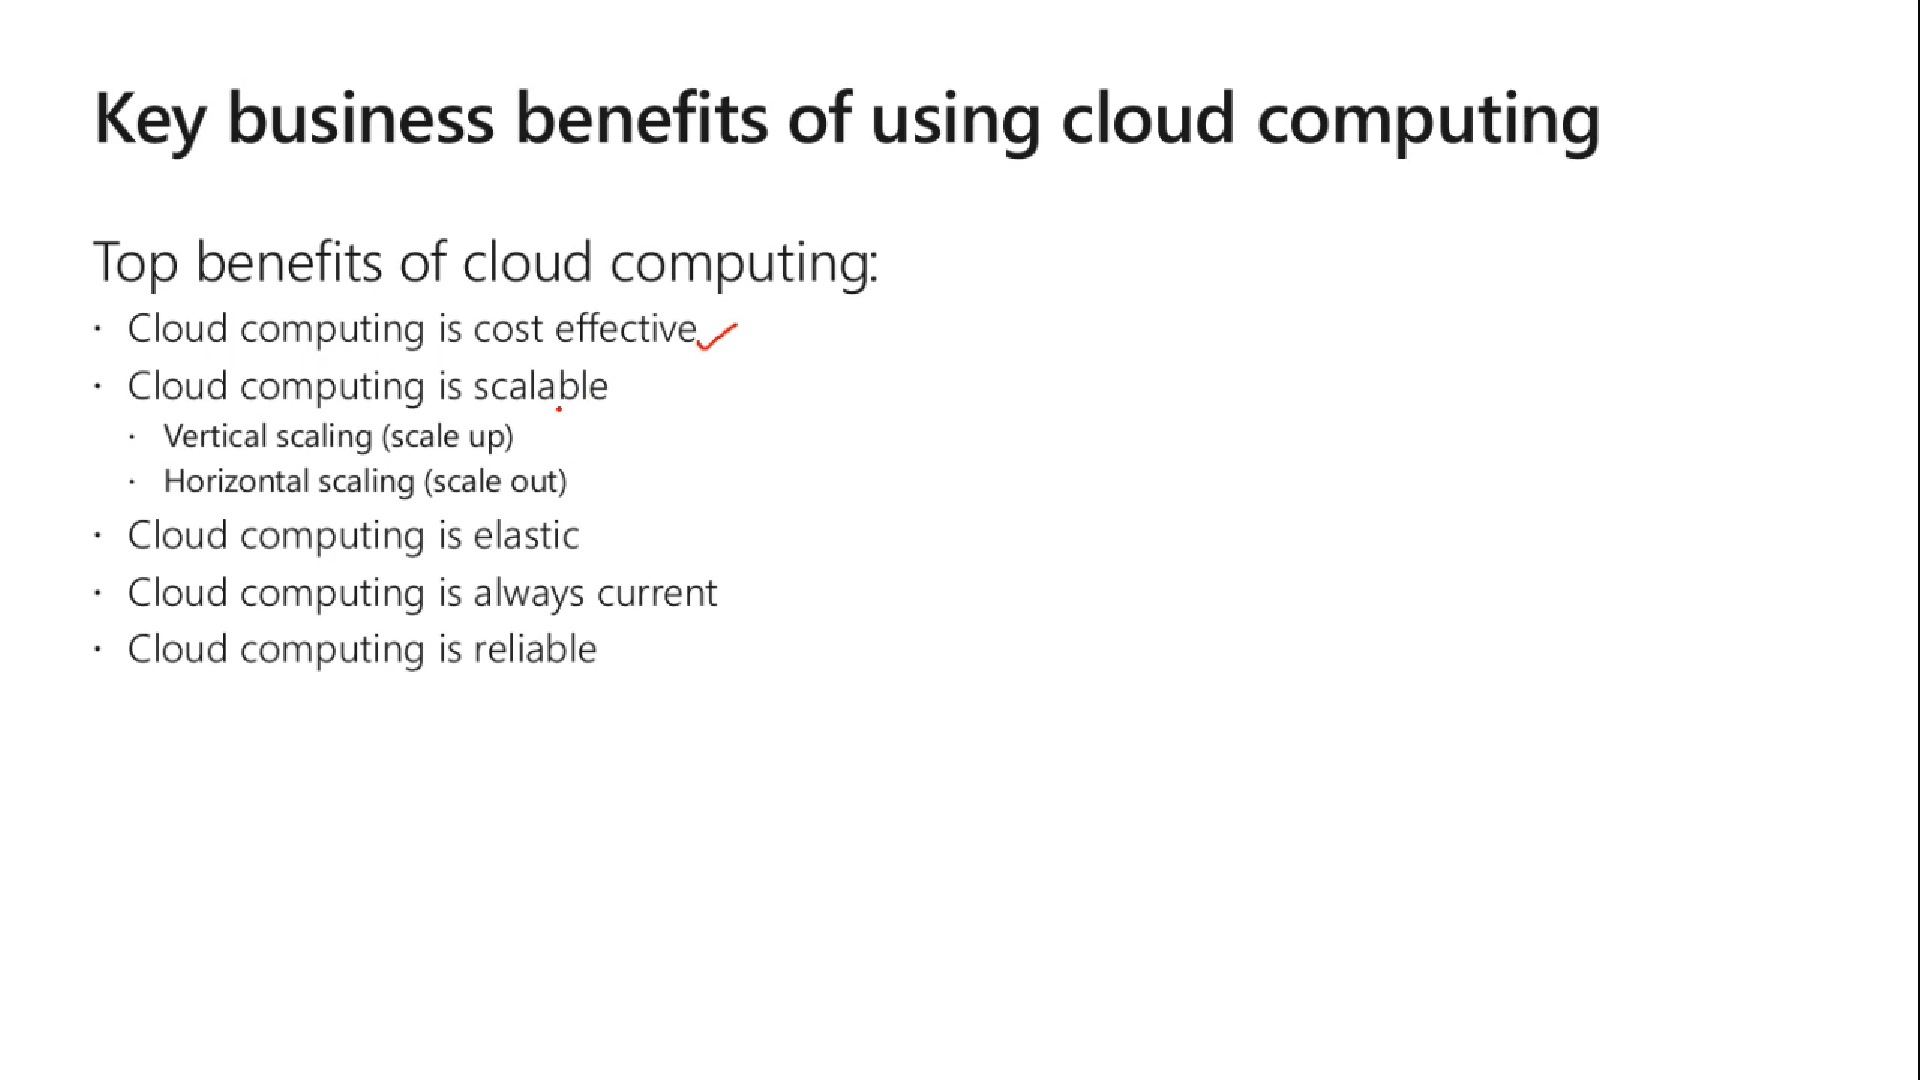 Key business benefits of using cloud computing
Top benefits of cloud computing:
· Cloud computing is cost effective
· Cloud computing is scalable
· Vertical scaling (scale up)
· Horizontal scaling (scale out)
· Cloud computing is elastic
· Cloud computing is always current
· Cloud computing is reliable